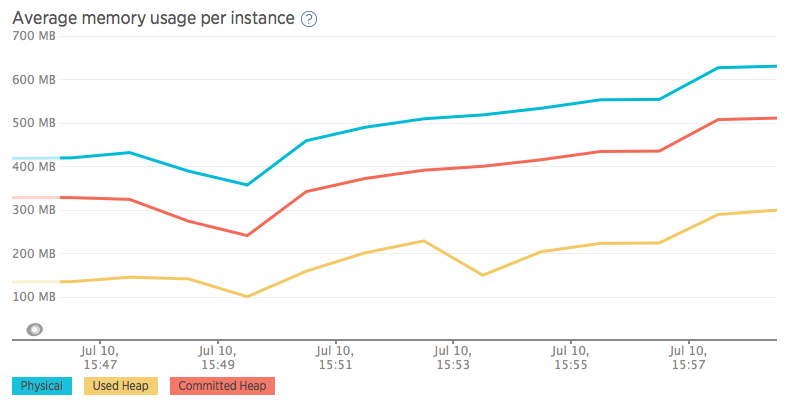 Average memory usage per instance ?
700 MB
600 MB
500 MB
400 MB
300 MB
200 MB
100 MB
Jul 10, Jul 10, Jul 10, Jul 10, Jul 10, Jul 10,
15:47 15:49 15:51 15:53 15:55 15:57
Physical Used Heap Committed Heap